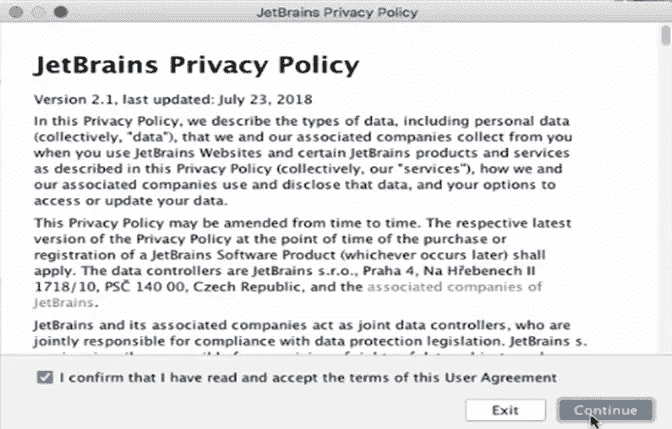 JetBrains Privacy Policy
JetBrains Privacy Policy
Version 2.1, last updated: July 23, 2018
In this Privacy Policy, we describe the types of data, including personal data
(collectively, "data"), that we and our associated companies collect from you
when you use JetBrains Websites and certain JetBrains products and services
as described in this Privacy Policy (collectively, our "services"), how we and
our associated companies use and disclose that data, and your options to
access or update your data.
This Privacy Policy may be amended from time to time. The respective latest
version of the Privacy Policy at the point of time of the purchase or
registration of a JetBrains Software Product (whichever occurs later) shall
apply. The data controllers are JetBrains s.r.o., Praha 4, Na Hřebenech II
1718/10, PSČ 140 00, Czech Republic, and the associated companies of
JetBrains.
JetBrains and its associated companies act as joint data controllers, who are
jointly responsible for compliance with data protection legislation. JetBrains s.
I confirm that I have read and accept the terms of this User Agreement
Exit
Continue